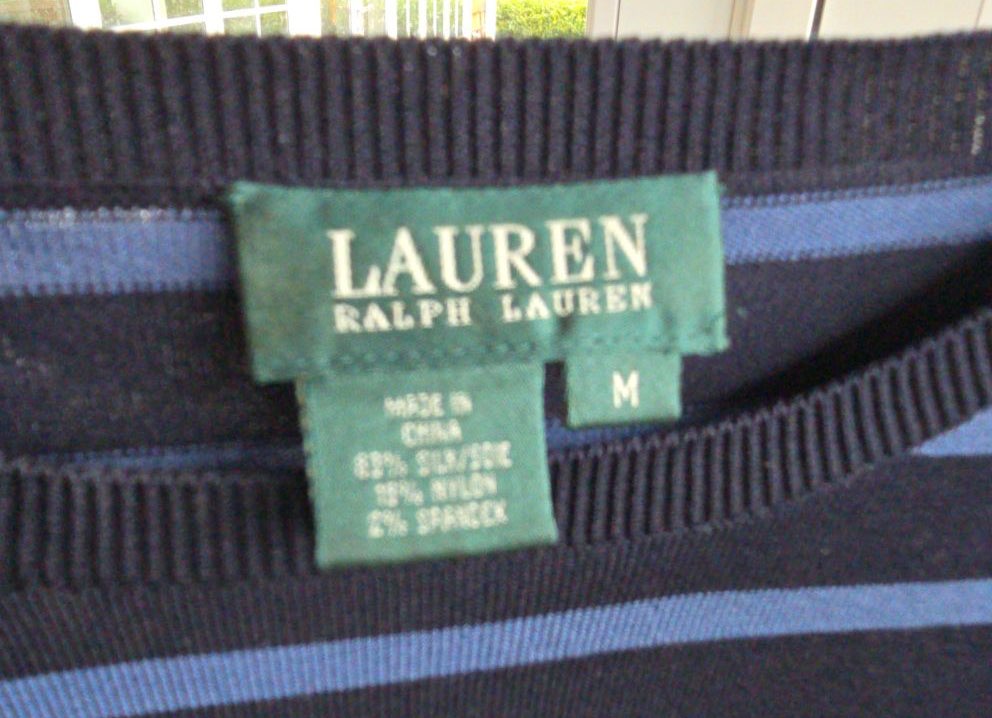 LAUREN
RALPH LAUREN
M
MADE IN
CHINA
83% SILK/SOIE
15% NYLON
2% SPANDEX